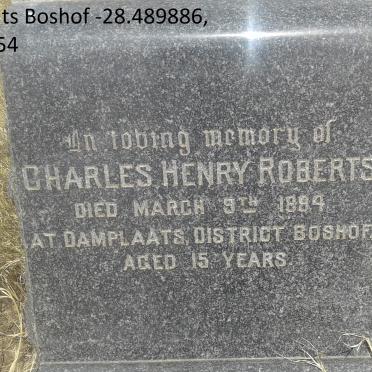 ts Boshof -28.489886,
54
In loving memory of
CHARLES HENRY ROBERTS
DIED MARCH 9TH 1894
AT DAMPLAATS, DISTRICT BOSHOF
AGED 15 YEARS.